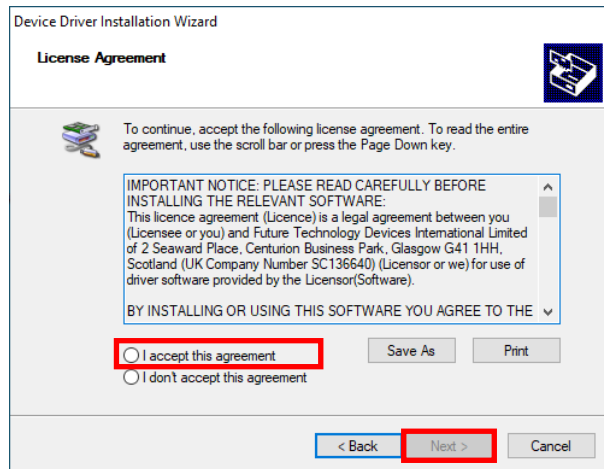 Device Driver Installation Wizard
License Agreement
To continue, accept the following license agreement. To read the entire
agreement, use the scroll bar or press the Page Down key.
IMPORTANT NOTICE: PLEASE READ CAREFULLY BEFORE
INSTALLING THE RELEVANT SOFTWARE:
This licence agreement (Licence) is a legal agreement between you
(Licensee or you) and Future Technology Devices International Limited
of 2 Seaward Place, Centurion Business Park, Glasgow G41 1HH,
Scotland (UK Company Number SC136640) (Licensor or we) for use of
driver software provided by the Licensor(Software).
BY INSTALLING OR USING THIS SOFTWARE YOU AGREE TO THE
I accept this agreement
Save As
Print
I don't accept this agreement
< Back
Next >
Cancel